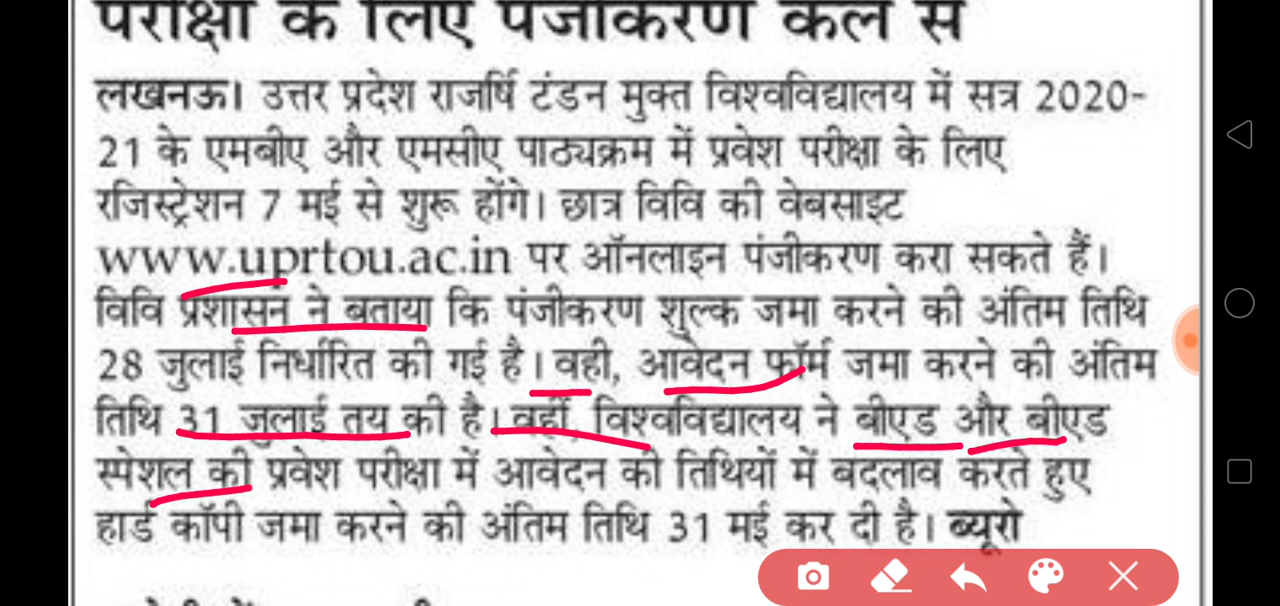 परीक्षा के लिए पंजीकरण कल से
लखनऊ। उत्तर प्रदेश राजर्षि टंडन मुक्त विश्वविद्यालय में सत्र 2020-
21 के एमबीए और एमसीए पाठ्यक्रम में प्रवेश परीक्षा के लिए
रजिस्ट्रेशन 7 मई से शुरू होंगे। छात्र विवि की वेबसाइट
www.uprtou.ac.in पर ऑनलाइन पंजीकरण करा सकते हैं।
विवि प्रशासन ने बताया कि पंजीकरण शुल्क जमा करने की अंतिम तिथि
28 जुलाई निर्धारित की गई है। वही, आवेदन फॉर्म जमा करने की अंतिम
तिथि 31 जुलाई तय की है। वहीं, विश्वविद्यालय ने बीएड और बीएड
स्पेशल की प्रवेश परीक्षा में आवेदन की तिथियों में बदलाव करते हुए
हार्ड कॉपी जमा करने की अंतिम तिथि 31 मई कर दी है। ब्यूरो